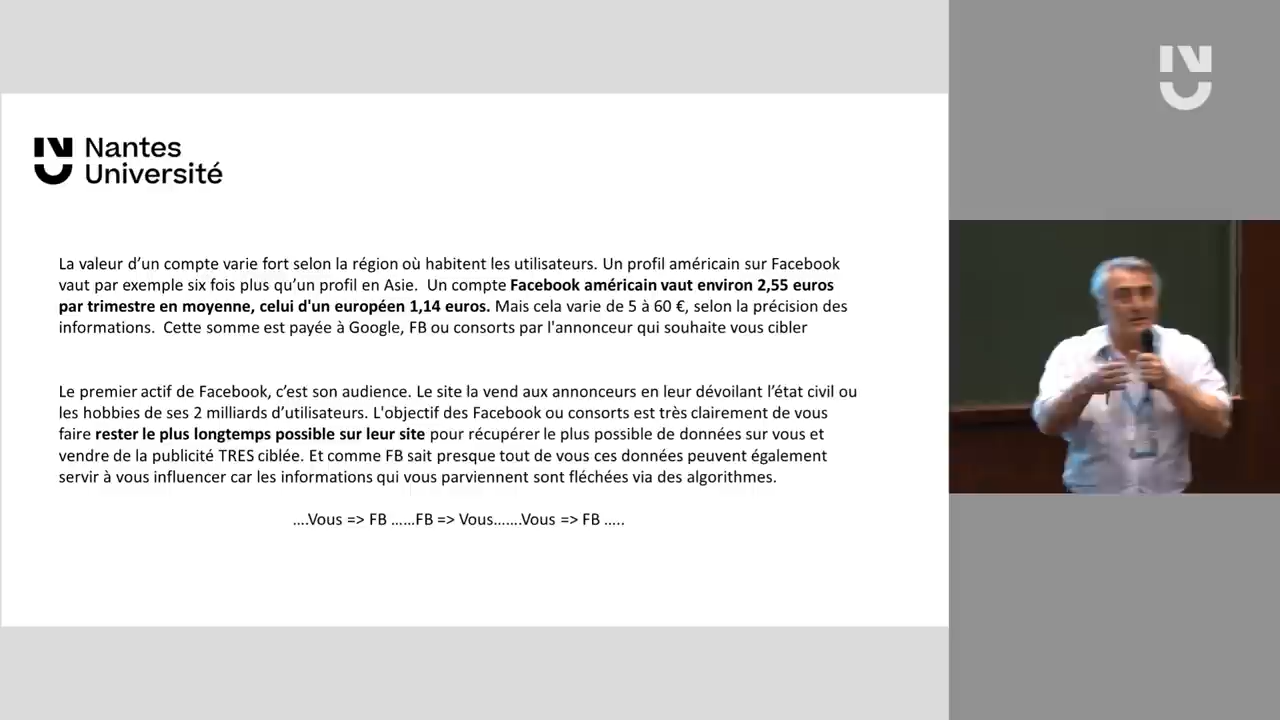 Nantes
Université
La valeur d’un compte varie fort selon la région où habitent les utilisateurs. Un profil américain sur Facebook
vaut par exemple six fois plus qu’un profil en Asie.  Un compte Facebook américain vaut environ 2,55 euros
par trimestre en moyenne, celui d'un européen 1,14 euros. Mais cela varie de 5 à 60 €, selon la précision des
informations.  Cette somme est payée à Google, FB ou consorts par l'annonceur qui souhaite vous cibler
Le premier actif de Facebook, c’est son audience. Le site la vend aux annonceurs en leur dévoilant l’état civil ou
les hobbies de ses 2 milliards d’utilisateurs. L'objectif des Facebook ou consorts est très clairement de vous
faire rester le plus longtemps possible sur leur site pour récupérer le plus possible de données sur vous et
vendre de la publicité TRES ciblée. Et comme FB sait presque tout de vous ces données peuvent également
servir à vous influencer car les informations qui vous parviennent sont fléchées via des algorithmes.
....Vous => FB ......FB => Vous.......Vous => FB .....